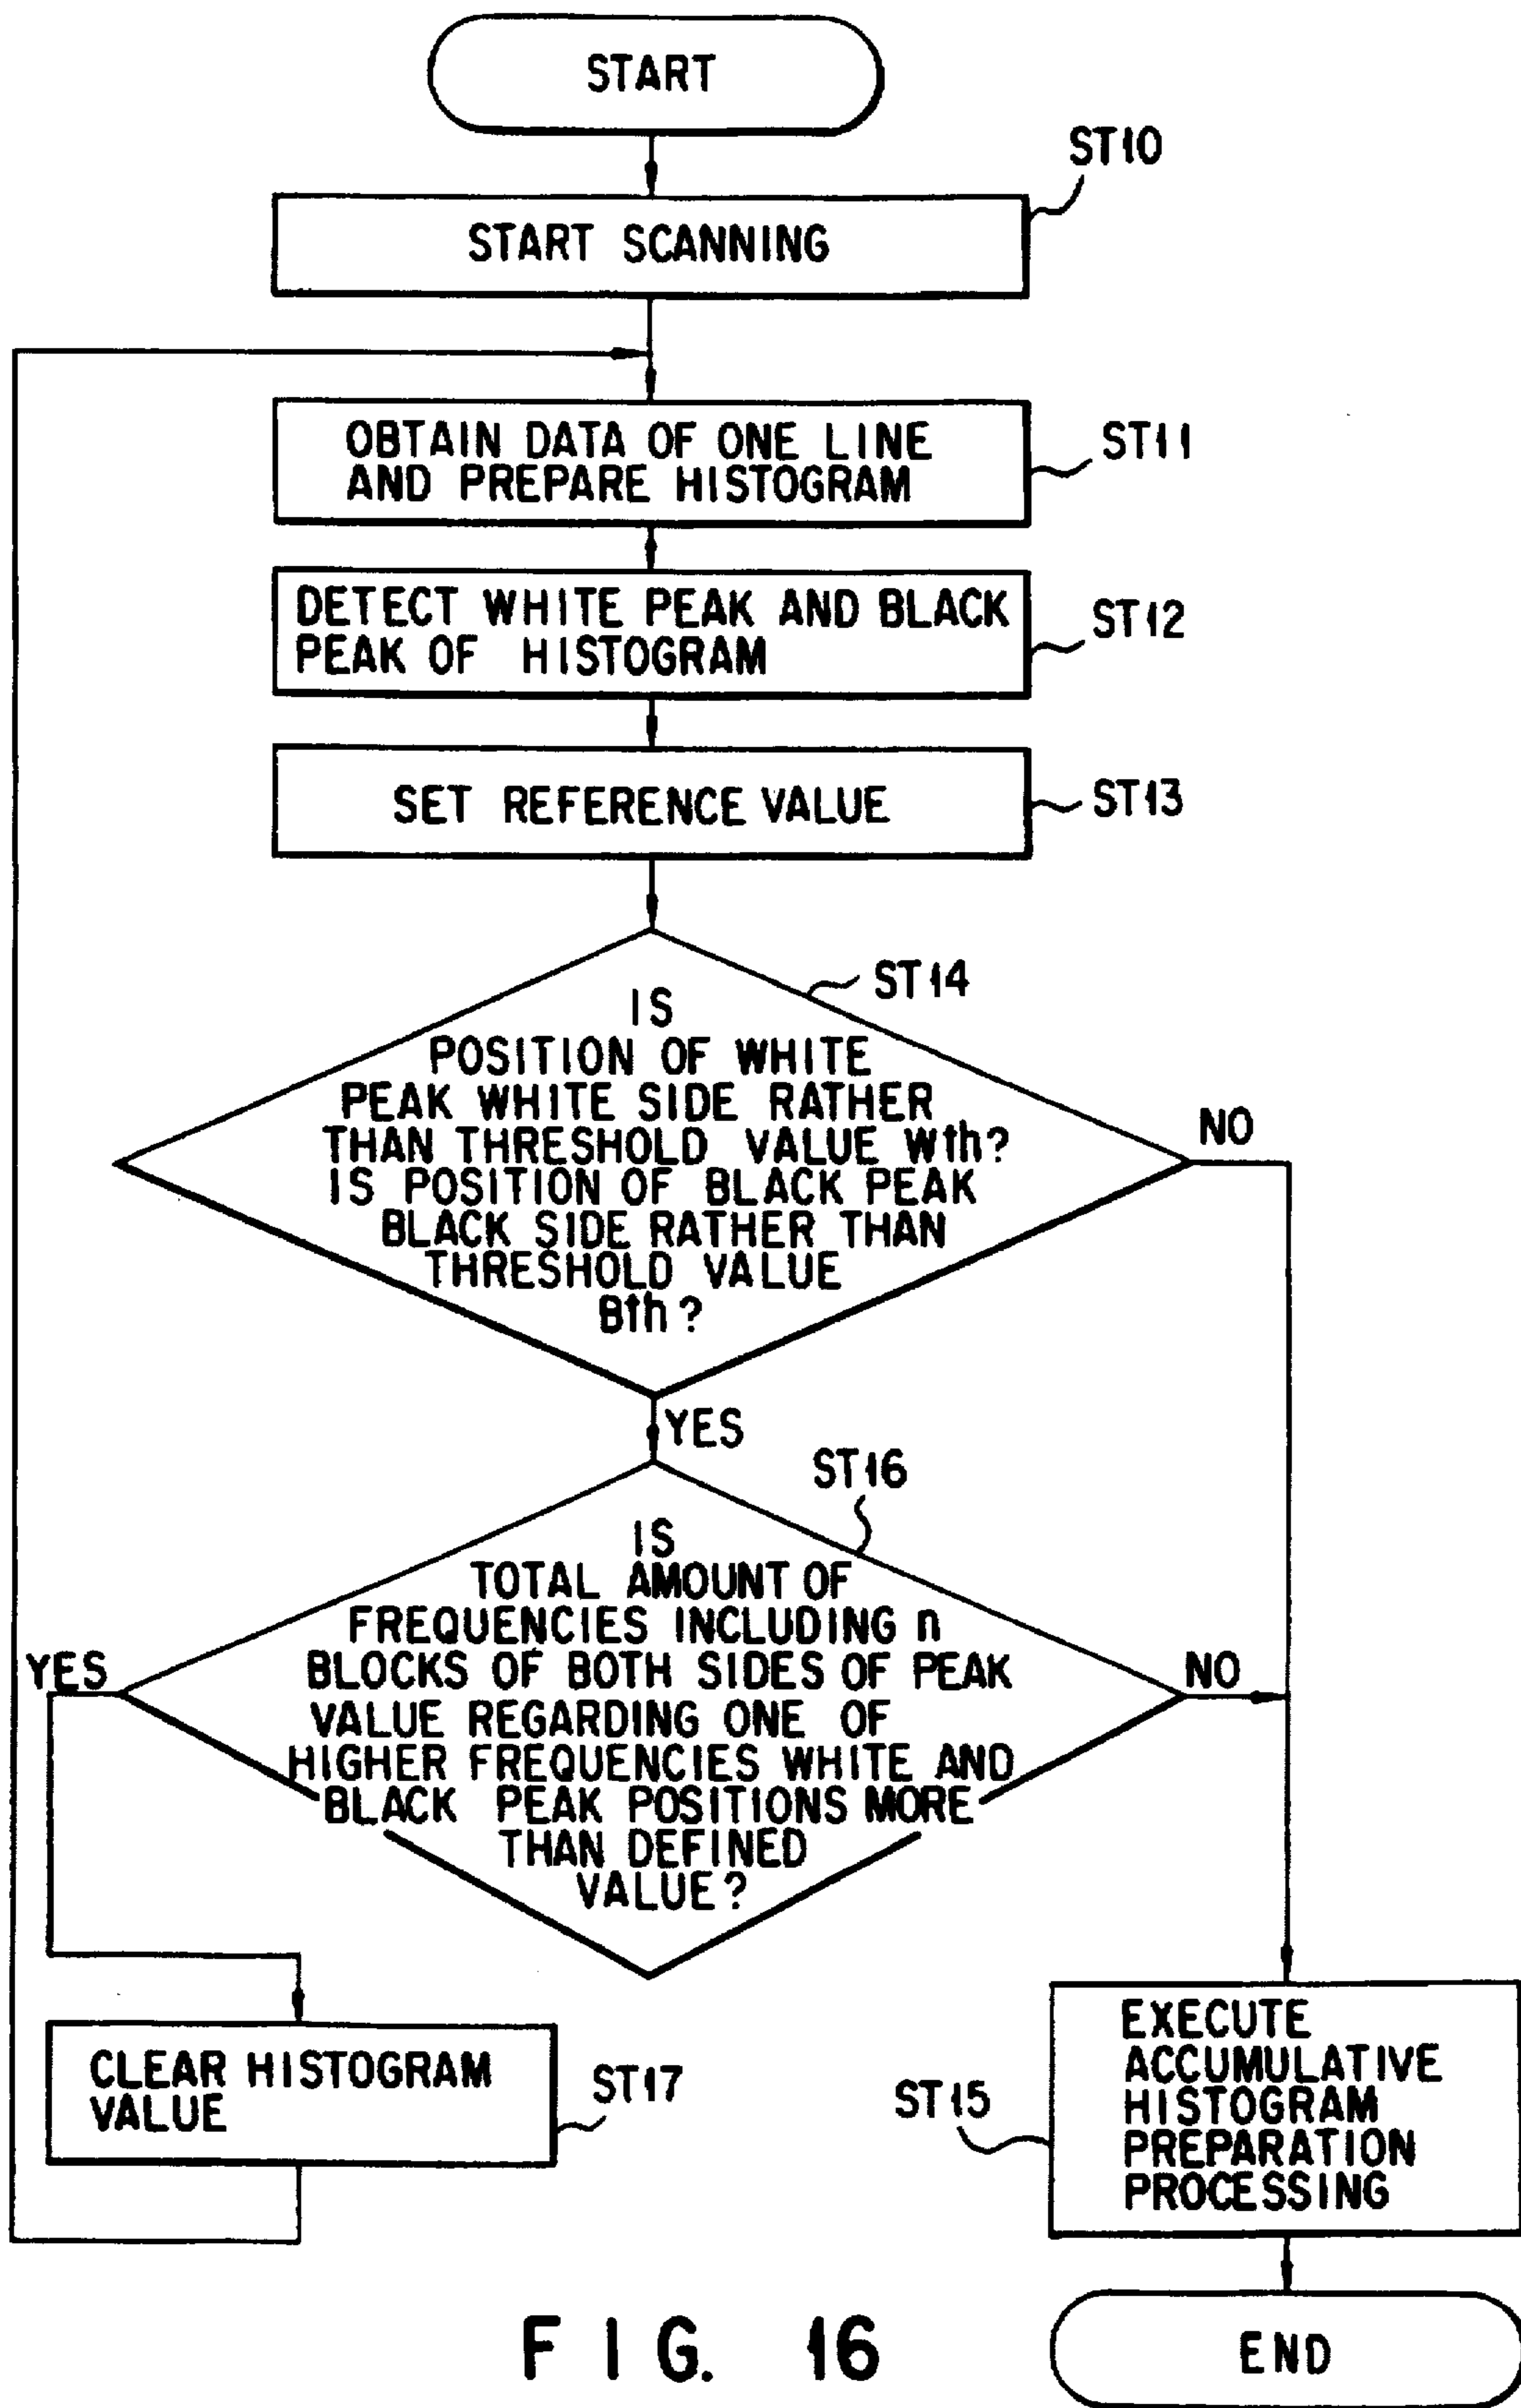 START
ST10
START SCANNING
OBTAIN DATA OF ONE LINE
AND PREPARE HISTOGRAM
ST11
DETECT WHITE PEAK AND BLACK
PEAK OF HISTOGRAM
ST12
SET REFERENCE VALUE
ST13
ST14
IS
POSITION OF WHITE
PEAK WHITE SIDE RATHER
THAN THRESHOLD VALUE Wth?
IS POSITION OF BLACK PEAK
BLACK SIDE RATHER THAN
THRESHOLD VALUE
Bth?
NO
YES
ST16
IS
TOTAL AMOUNT OF
FREQUENCIES INCLUDING n
BLOCKS OF BOTH SIDES OF PEAK
VALUE REGARDING ONE OF
HIGHER FREQUENCIES WHITE AND
BLACK PEAK POSITIONS MORE
THAN DEFINED
VALUE?
YES
NO
CLEAR HISTOGRAM
VALUE
ST17
ST15
EXECUTE
ACCUMULATIVE
HISTOGRAM
PREPARATION
PROCESSING
END
FIG. 16